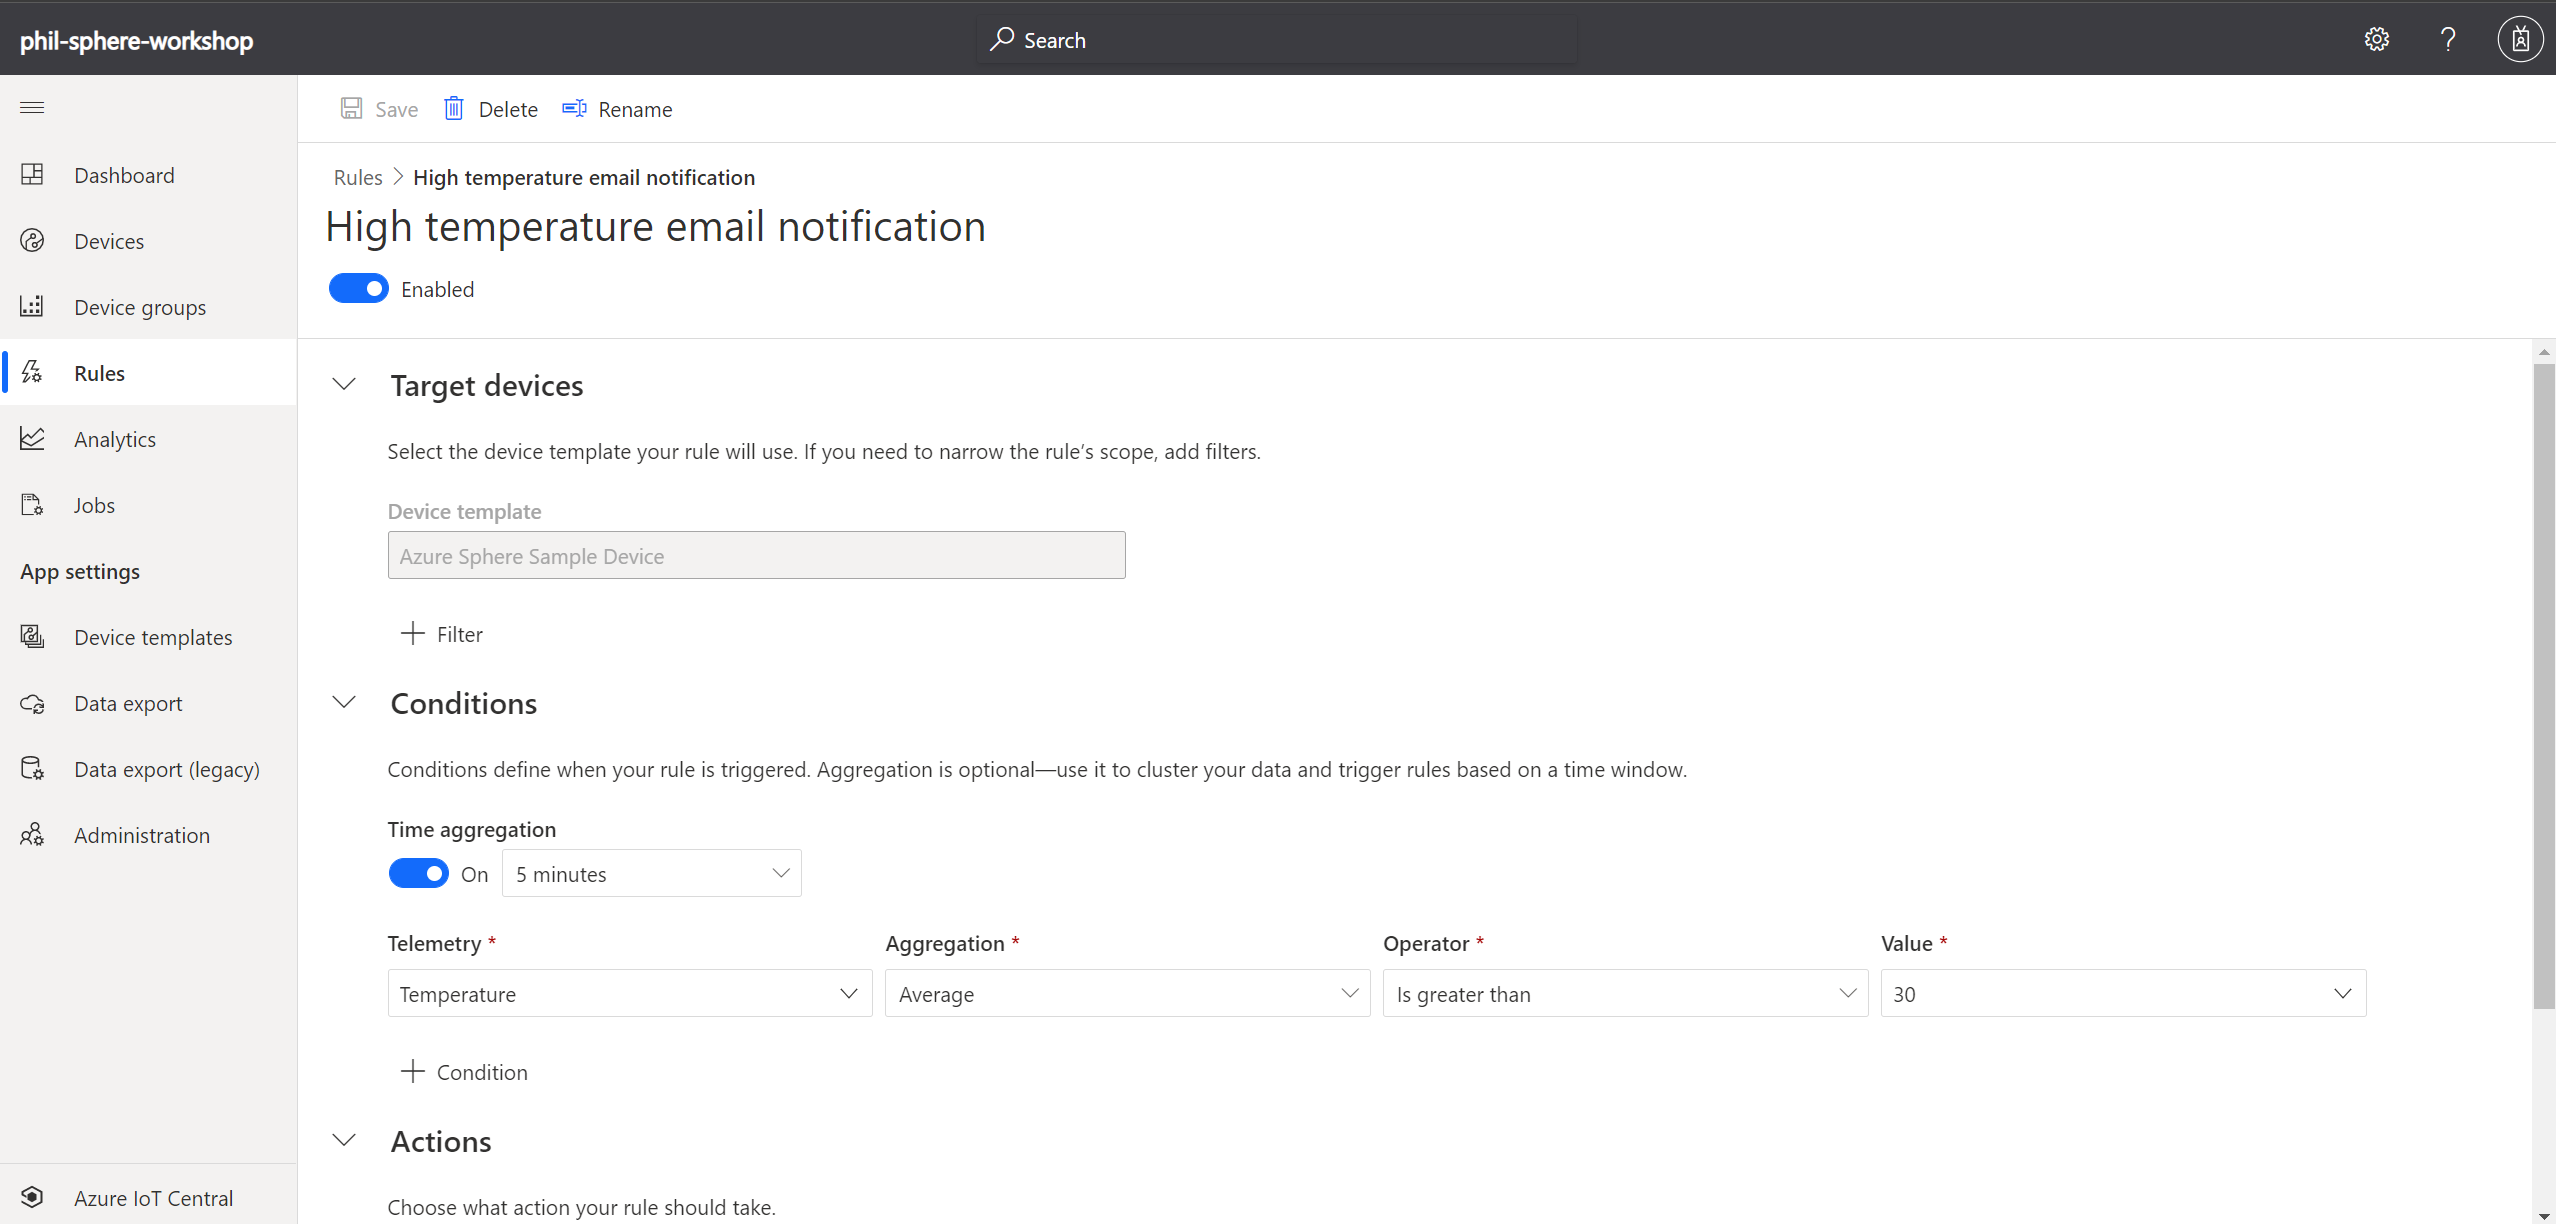 phil-sphere-workshop
Search
Save Delete Rename
Dashboard
Devices
Device groups
Rules
Analytics
Jobs
App settings
Device templates
Data export
Data export (legacy)
Administration
Azure IoT Central
Rules > High temperature email notification
High temperature email notification
Enabled
Target devices
Select the device template your rule will use. If you need to narrow the rule’s scope, add filters.
Device template
Azure Sphere Sample Device
Filter
Conditions
Conditions define when your rule is triggered. Aggregation is optional—use it to cluster your data and trigger rules based on a time window.
Time aggregation
On 5 minutes
Telemetry * Aggregation * Operator * Value *
Temperature Average Is greater than 30
Condition
Actions
Choose what action your rule should take.